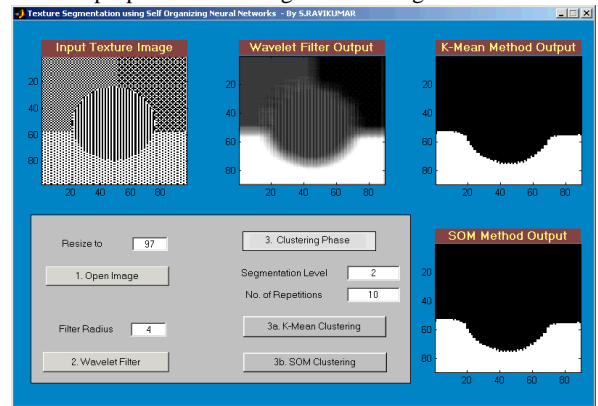 Texture Segmentation using Self Organizing Neural Networks - By S.RAVIKUMAR
Input Texture Image
Wavelet Filter Output
K-Mean Method Output
20
40
60
80
20 40 60 80
20
40
60
80
20 40 60 80
20
40
60
80
20 40 60 80
Resize to 97
1. Open Image
Filter Radius 4
2. Wavelet Filter
3. Clustering Phase
Segmentation Level 2
No. of Repetitions 10
3a. K-Mean Clustering
3b. SOM Clustering
SOM Method Output
20
40
60
80
20 40 60 80